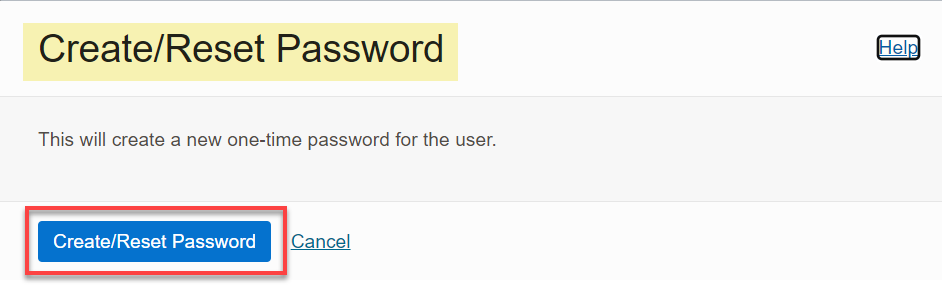 Create/Reset Password
Help
This will create a new one-time password for the user.
Create/Reset Password Cancel